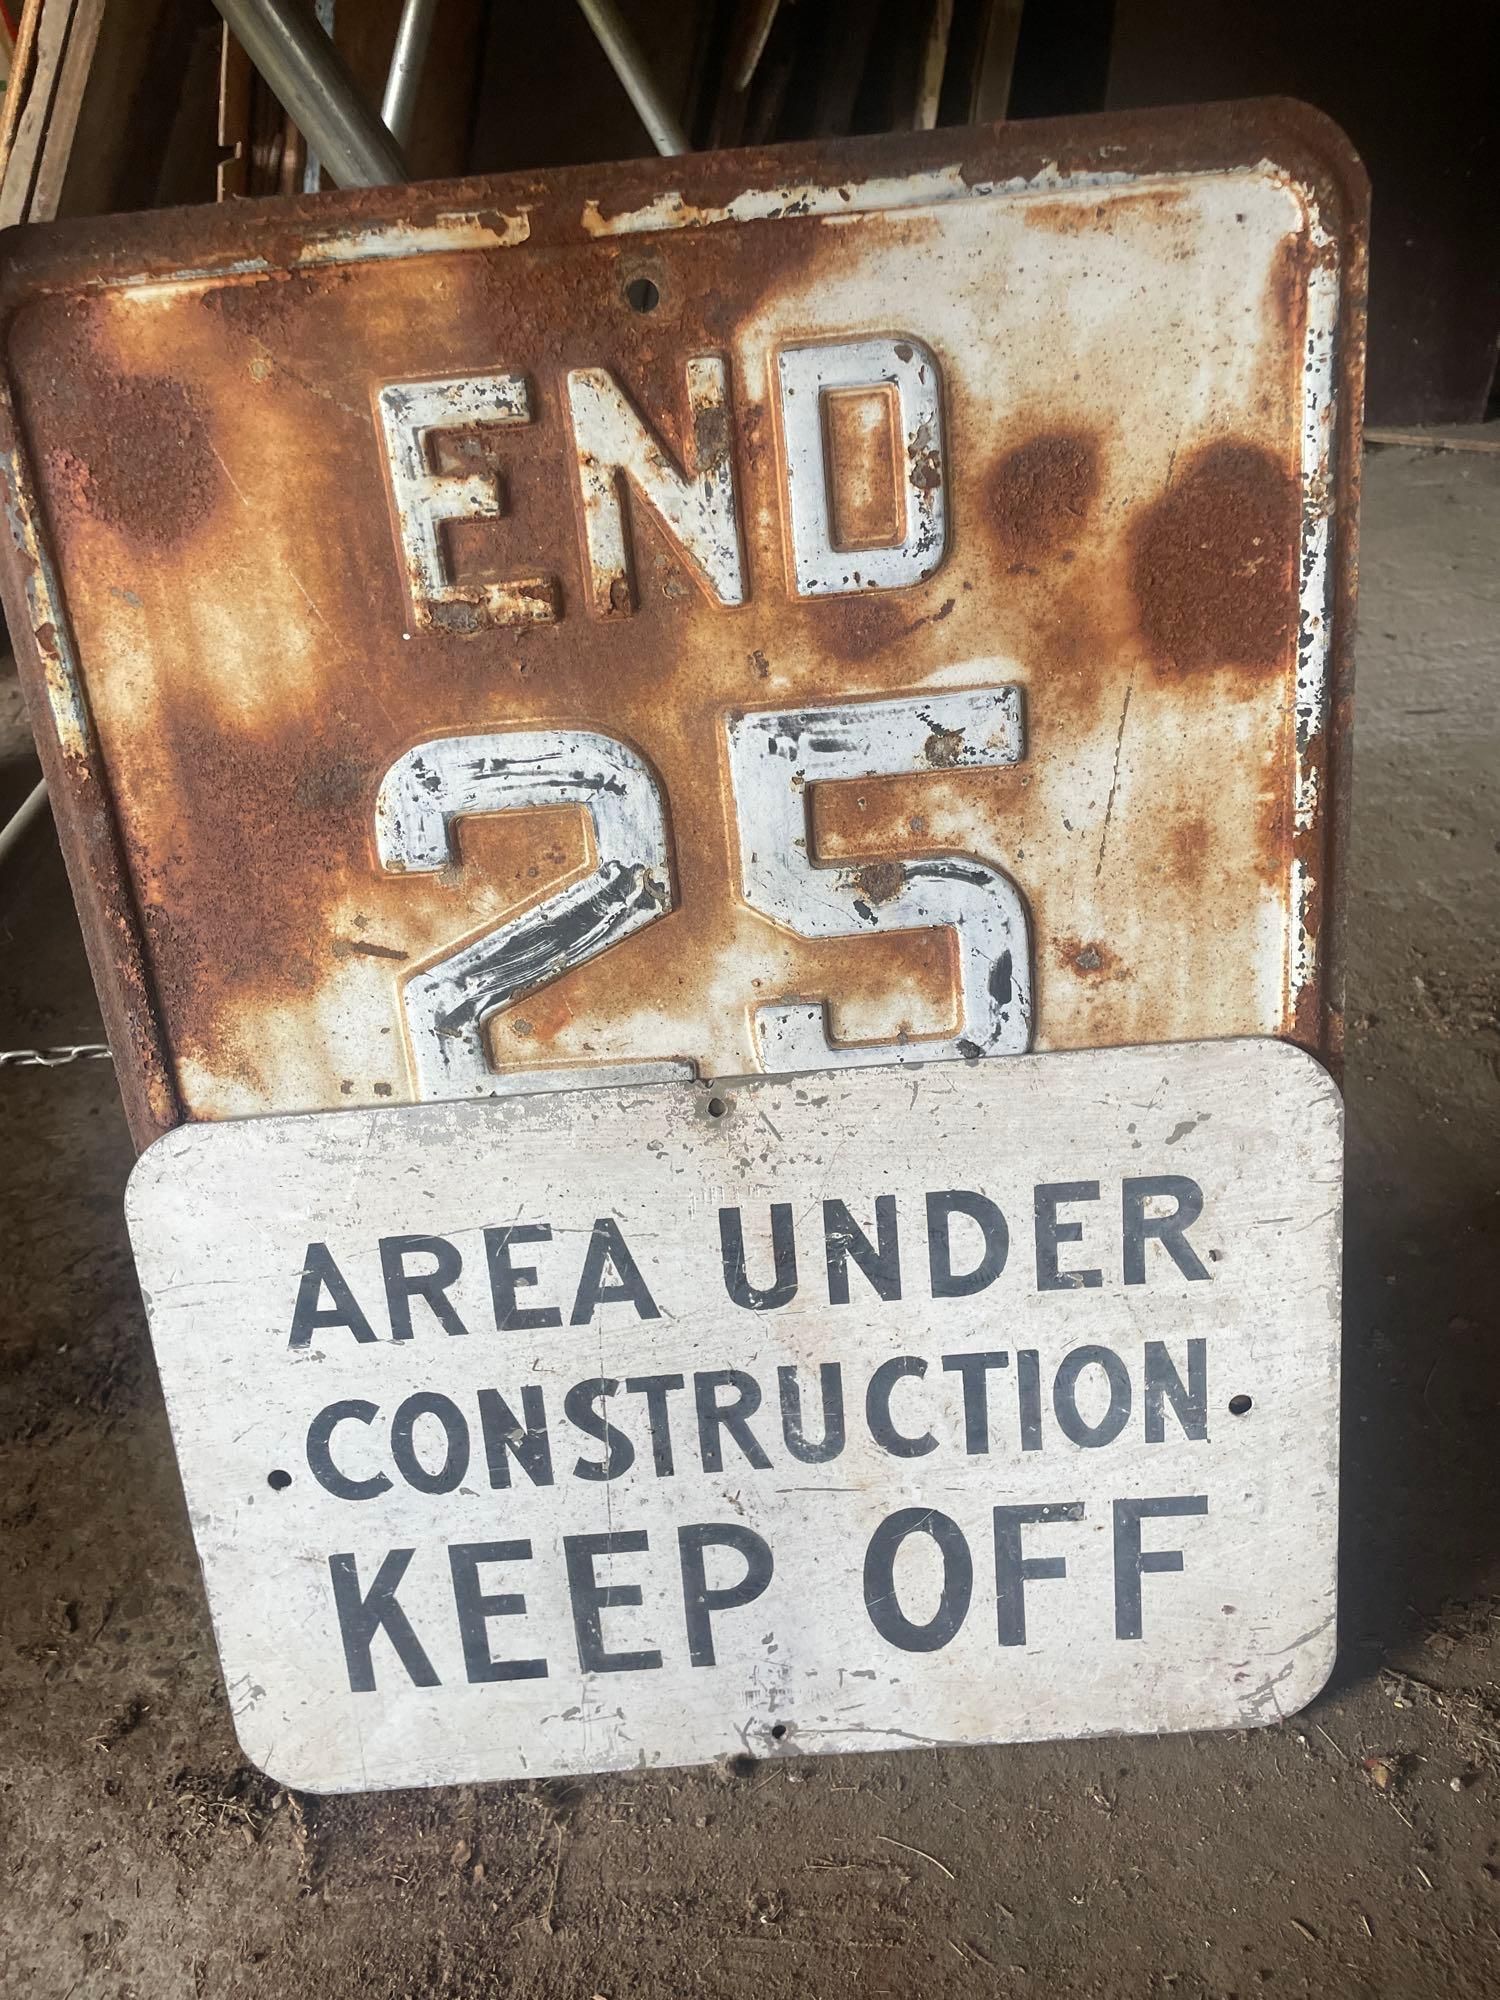 END
25
AREA UNDER
CONSTRUCTION
KEEP OFF